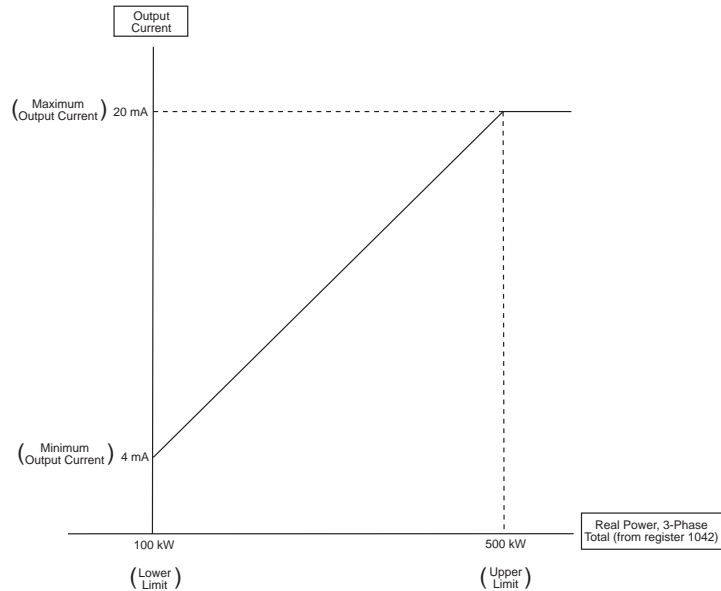 Output
Current
(Maximum
Output Current)
20 mA
(Minimum
Output Current)
4 mA
100 kW
500 kW
Real Power, 3-Phase
Total (from register 1042)
(Lower
Limit)
(Upper
Limit)